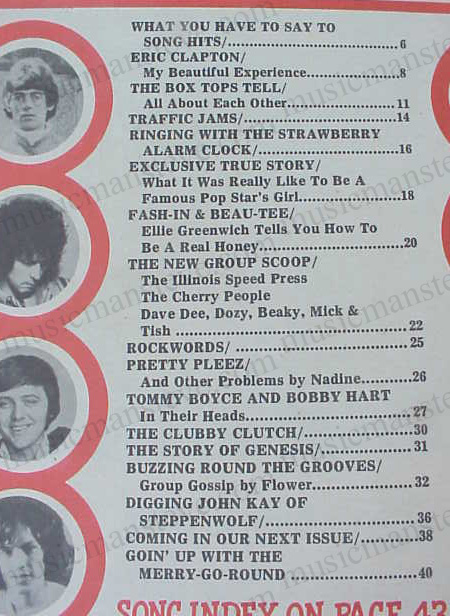 WHAT YOU HAVE TO SAY TO
SONG HITS/..........................................6
ERIC CLAPTON/
My Beautiful Experience.......................8
THE BOX TOPS TELL/
All About Each Other...........................11
TRAFFIC JAMS/......................................14
RINGING WITH THE STRAWBERRY
ALARM CLOCK/...................................16
EXCLUSIVE TRUE STORY/
What It Was Really Like To Be A
Famous Pop Star's Girl.........................18
FASH-IN & BEAU-TEE/
Ellie Greenwich Tells You How To
Be A Real Honey...................................20
THE NEW GROUP SCOOP/
The Illinois Speed Press
The Cherry People
Dave Dee, Dozy, Beaky, Mick &
Tish ........................................................22
ROCKWORDS/ ..........................................25
PRETTY PLEEZ/
And Other Problems by Nadine...........26
TOMMY BOYCE AND BOBBY HART
In Their Heads........................................27
THE CLUBBY CLUTCH/..........................30
THE STORY OF GENESIS/,.....................31
BUZZING ROUND THE GROOVES/
Group Gossip by Flower.........................32
DIGGING JOHN KAY OF
STEPPENWOLF/.....................................36
COMING IN OUR NEXT ISSUE/.............38
GOIN' UP WITH THE
MERRY-GO-ROUND ..............................40
SONG INDEX ON PAGE 43